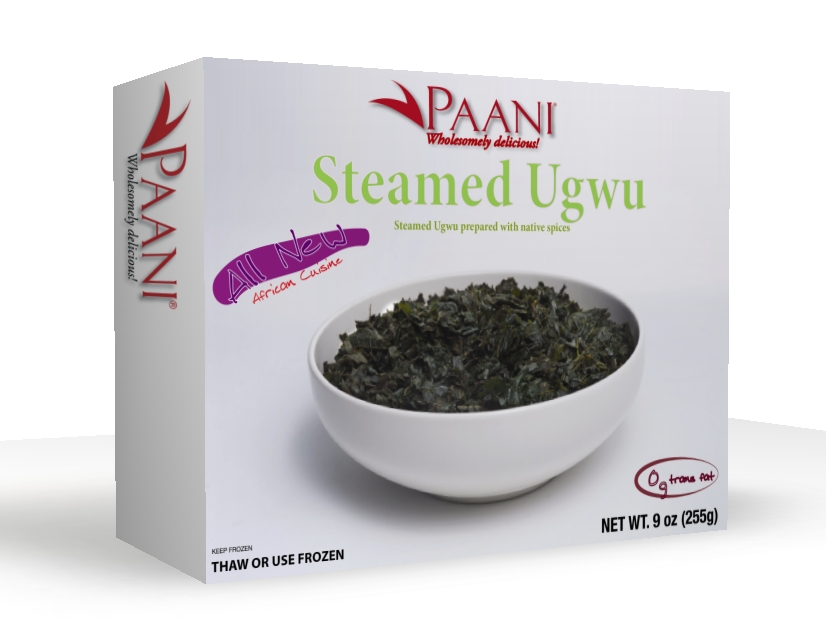 PAANI
Wholesomely delicious!
PAANI®
Wholesomely delicious!
Steamed Ugwu
Steamed Ugwu prepared with native spices
All New
African Cuisine
0g trans fat
NET WT. 9 oz (255g)
KEEP FROZEN
THAW OR USE FROZEN